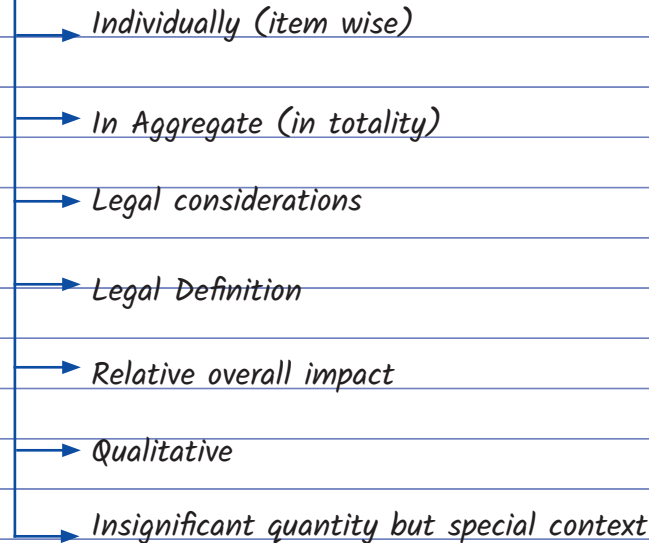 Individually (item wise)
In Aggregate (in totality)
Legal considerations
Legal Definition
Relative overall impact
Qualitative
Insignificant quantity but special context